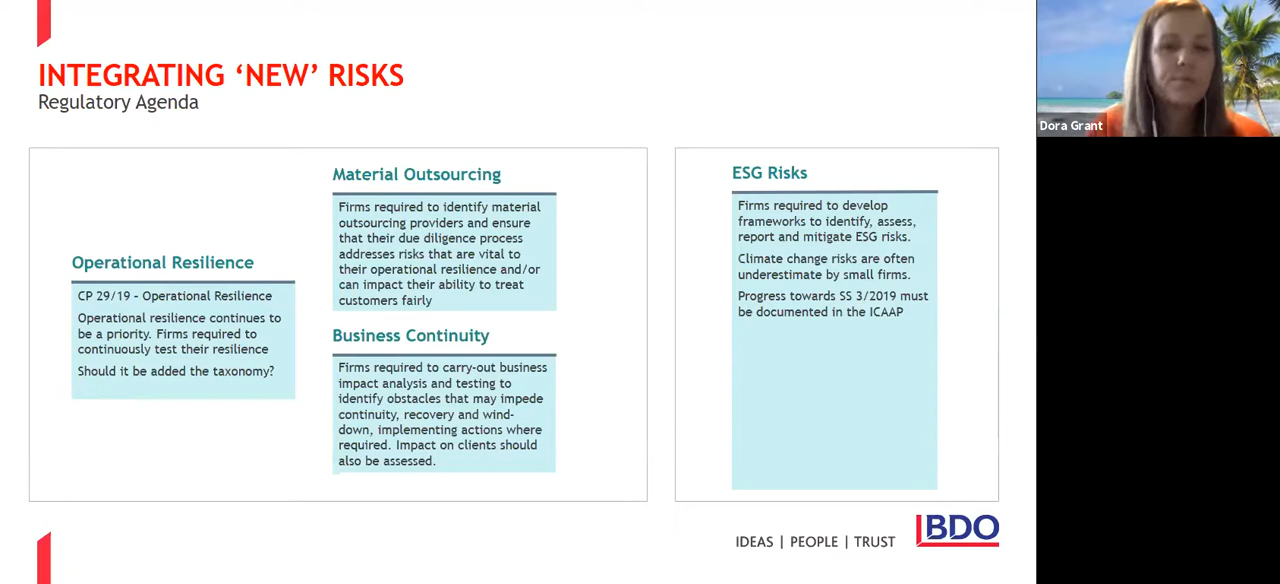 INTEGRATING ‘NEW’ RISKS
Regulatory Agenda
Operational Resilience
CP 29/19 – Operational Resilience
Operational resilience continues to
be a priority. Firms required to
continuously test their resilience
Should it be added the taxonomy?
Material Outsourcing
Firms required to identify material
outsourcing providers and ensure
that their due diligence process
addresses risks that are vital to
their operational resilience and/or
can impact their ability to treat
customers fairly
Business Continuity
Firms required to carry-out business
impact analysis and testing to
identify obstacles that may impede
continuity, recovery and wind-
down, implementing actions where
required. Impact on clients should
also be assessed.
ESG Risks
Firms required to develop
frameworks to identify, assess,
report and mitigate ESG risks.
Climate change risks are often
underestimate by small firms.
Progress towards SS 3/2019 must
be documented in the ICAAP
IDEAS | PEOPLE | TRUST
BDO
Dora Grant